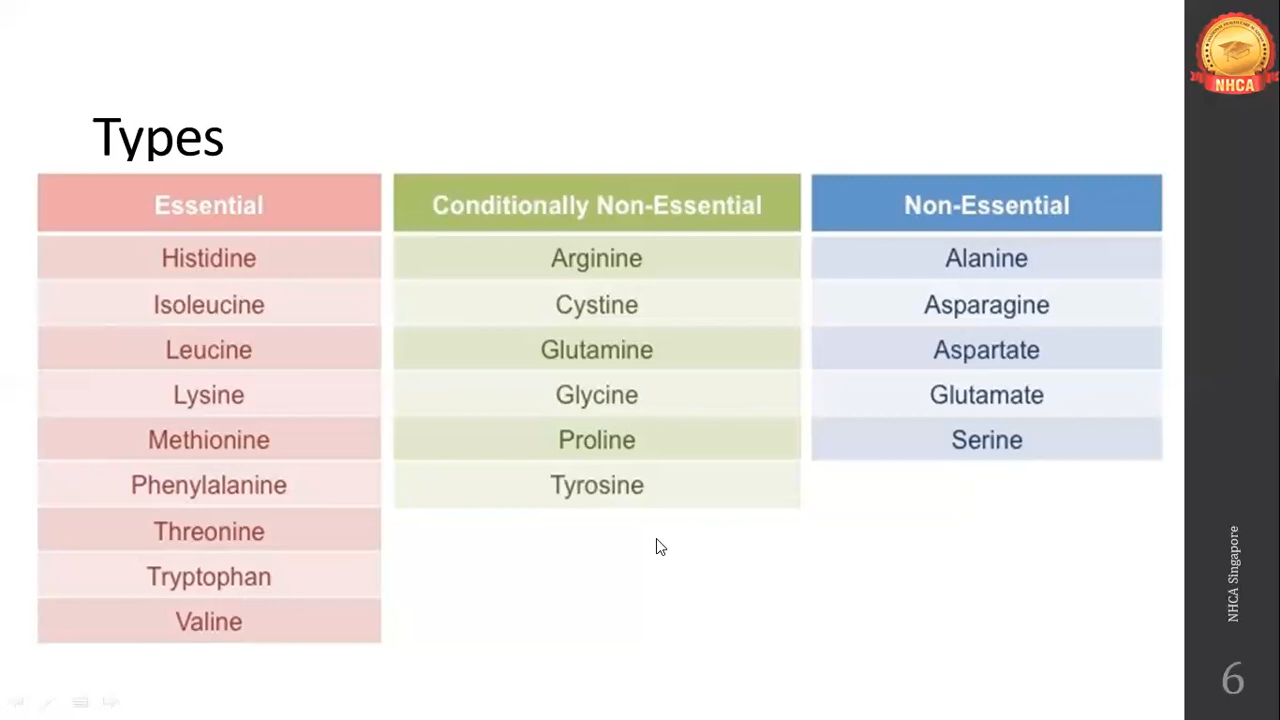 Types
Essential
Histidine
Isoleucine
Leucine
Lysine
Methionine
Phenylalanine
Threonine
Tryptophan
Valine
Conditionally Non-Essential
Arginine
Cystine
Glutamine
Glycine
Proline
Tyrosine
Non-Essential
Alanine
Asparagine
Aspartate
Glutamate
Serine
NHCA
NHCA Singapore
6